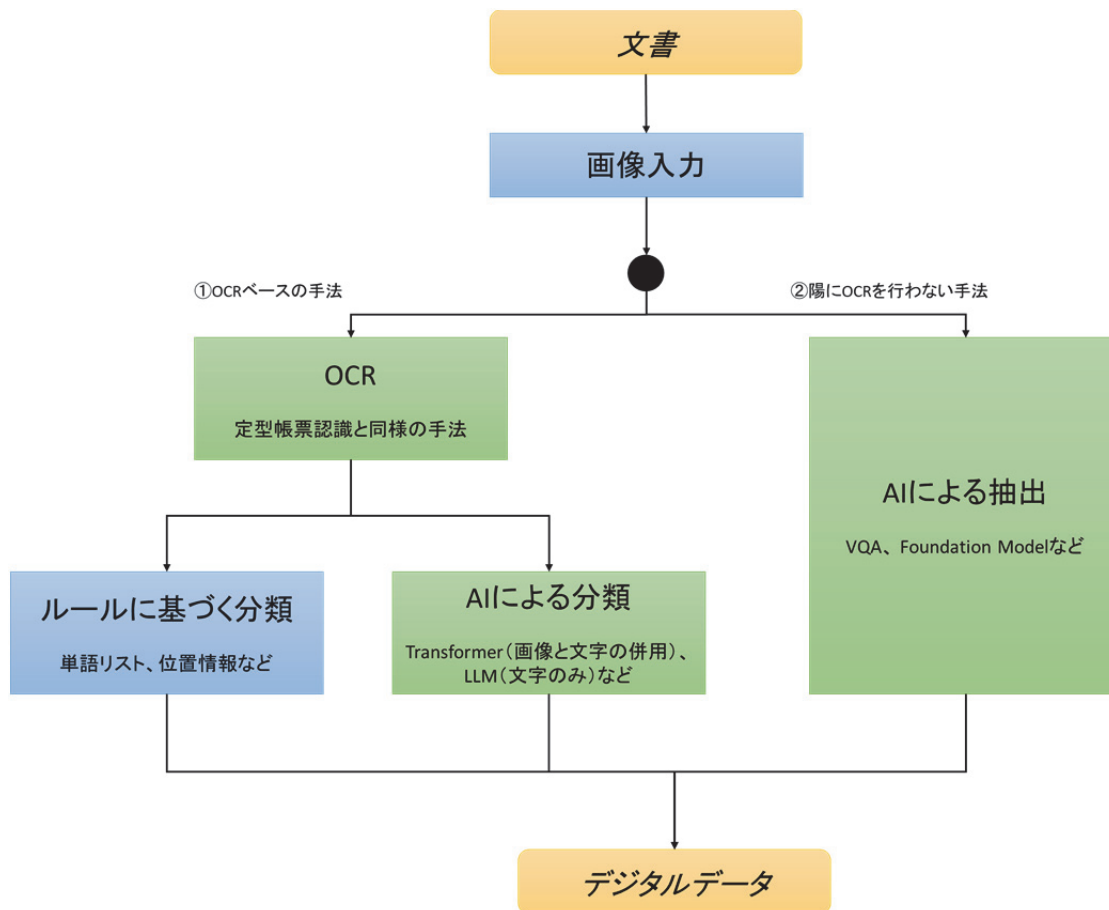 文書
画像入力
①OCRベースの手法
②陽にOCRを行わない手法
OCR
定型帳票認識と同様の手法
AIによる抽出
VQA、Foundation Modelなど
ルールに基づく分類
単語リスト、位置情報など
AIによる分類
Transformer(画像と文字の併用)、
LLM(文字のみ)など
デジタルデータ